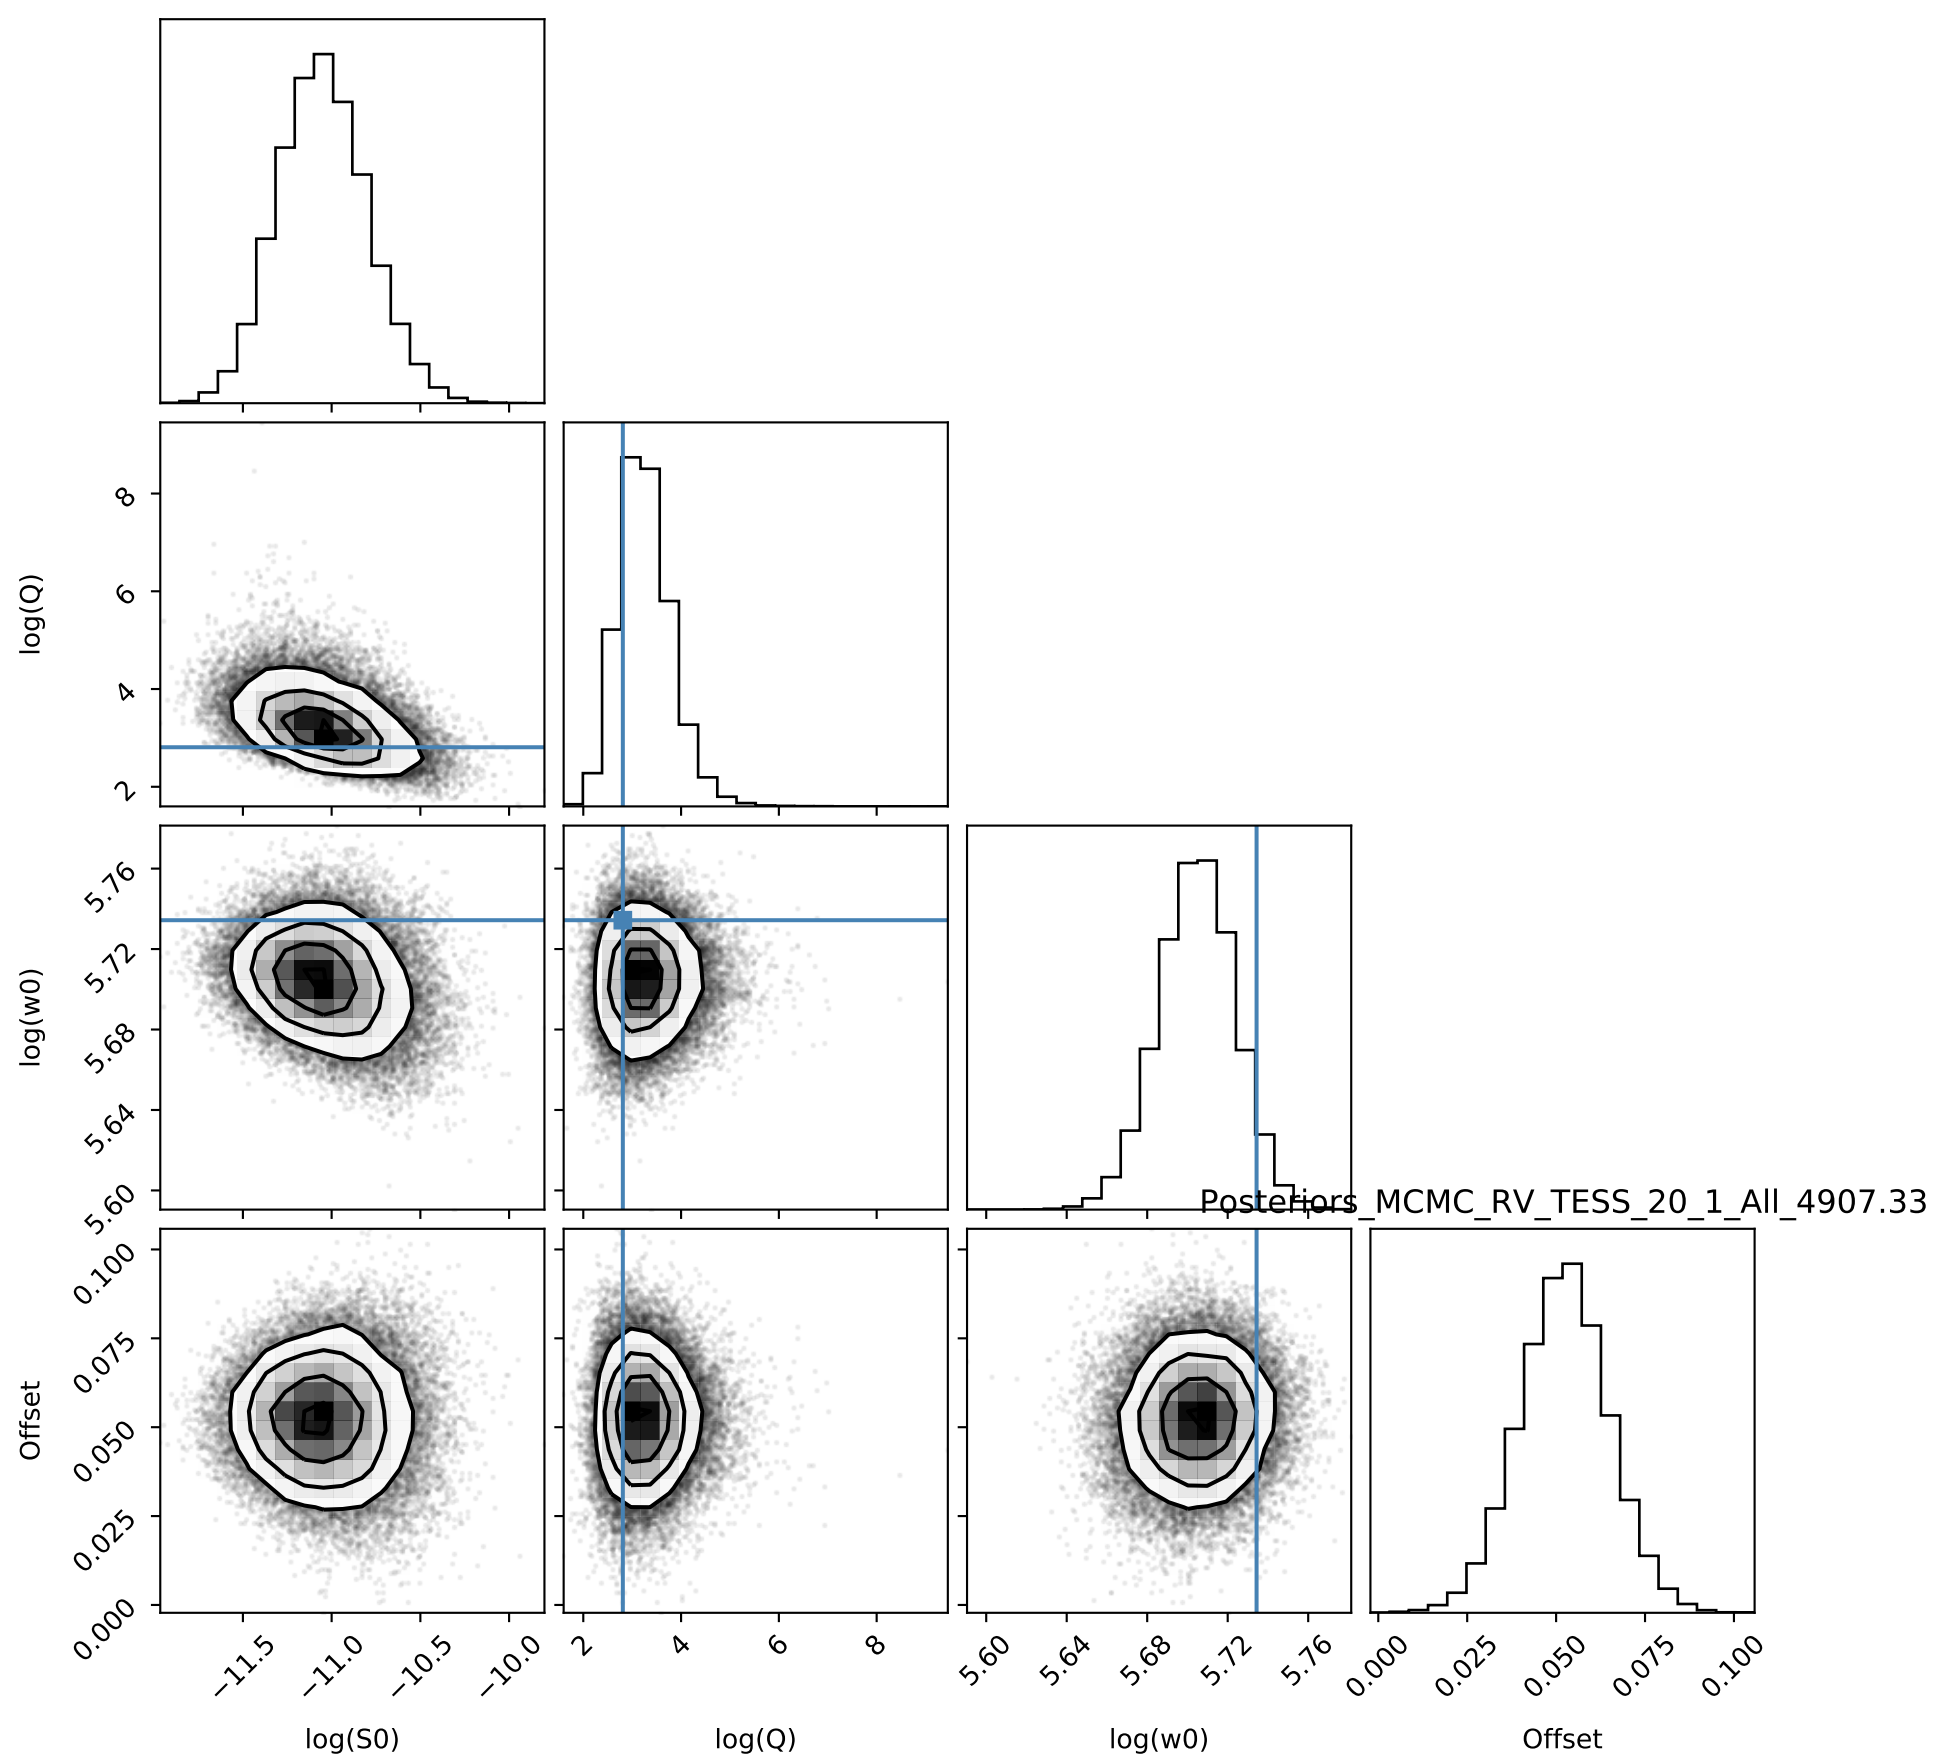 log(Q)
8
6
4
2
log(w0)
5.76
5.72
5.68
5.64
5.60
Posteriors_MCMC_RV_TESS_20_1_All_4907.33
Offset
0.100
0.075
0.050
0.025
0.000
−11.5 −11.0 −10.5 −10.0 2 4 6 8 5.60 5.64 5.68 5.72 5.76 0.000 0.025 0.050 0.075 0.100
log(S0) log(Q) log(w0) Offset